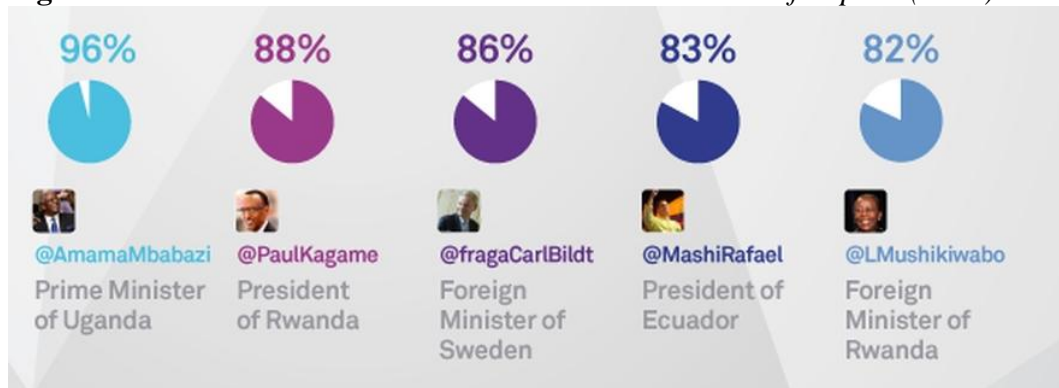 96%
88%
86%
83%
82%
@AmamaMbabazi
@PaulKagame
@fragaCarlBildt
@MashiRafael
@LMushikiwabo
Prime Minister
of Uganda
President
of Rwanda
Foreign
Minister of
Sweden
President of
Ecuador
Foreign
Minister of
Rwanda